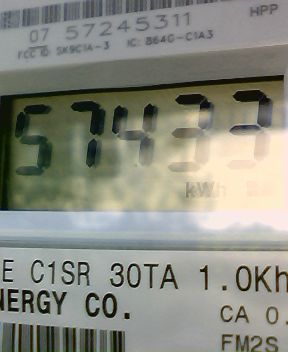 HPP
07 57245311
FCC ID: SK9C1A-3 IC: 864G-C1A3
57433
kWh
E C1SR 30TA 1.0Kh
NERGY CO.
CA 0.
FM2S